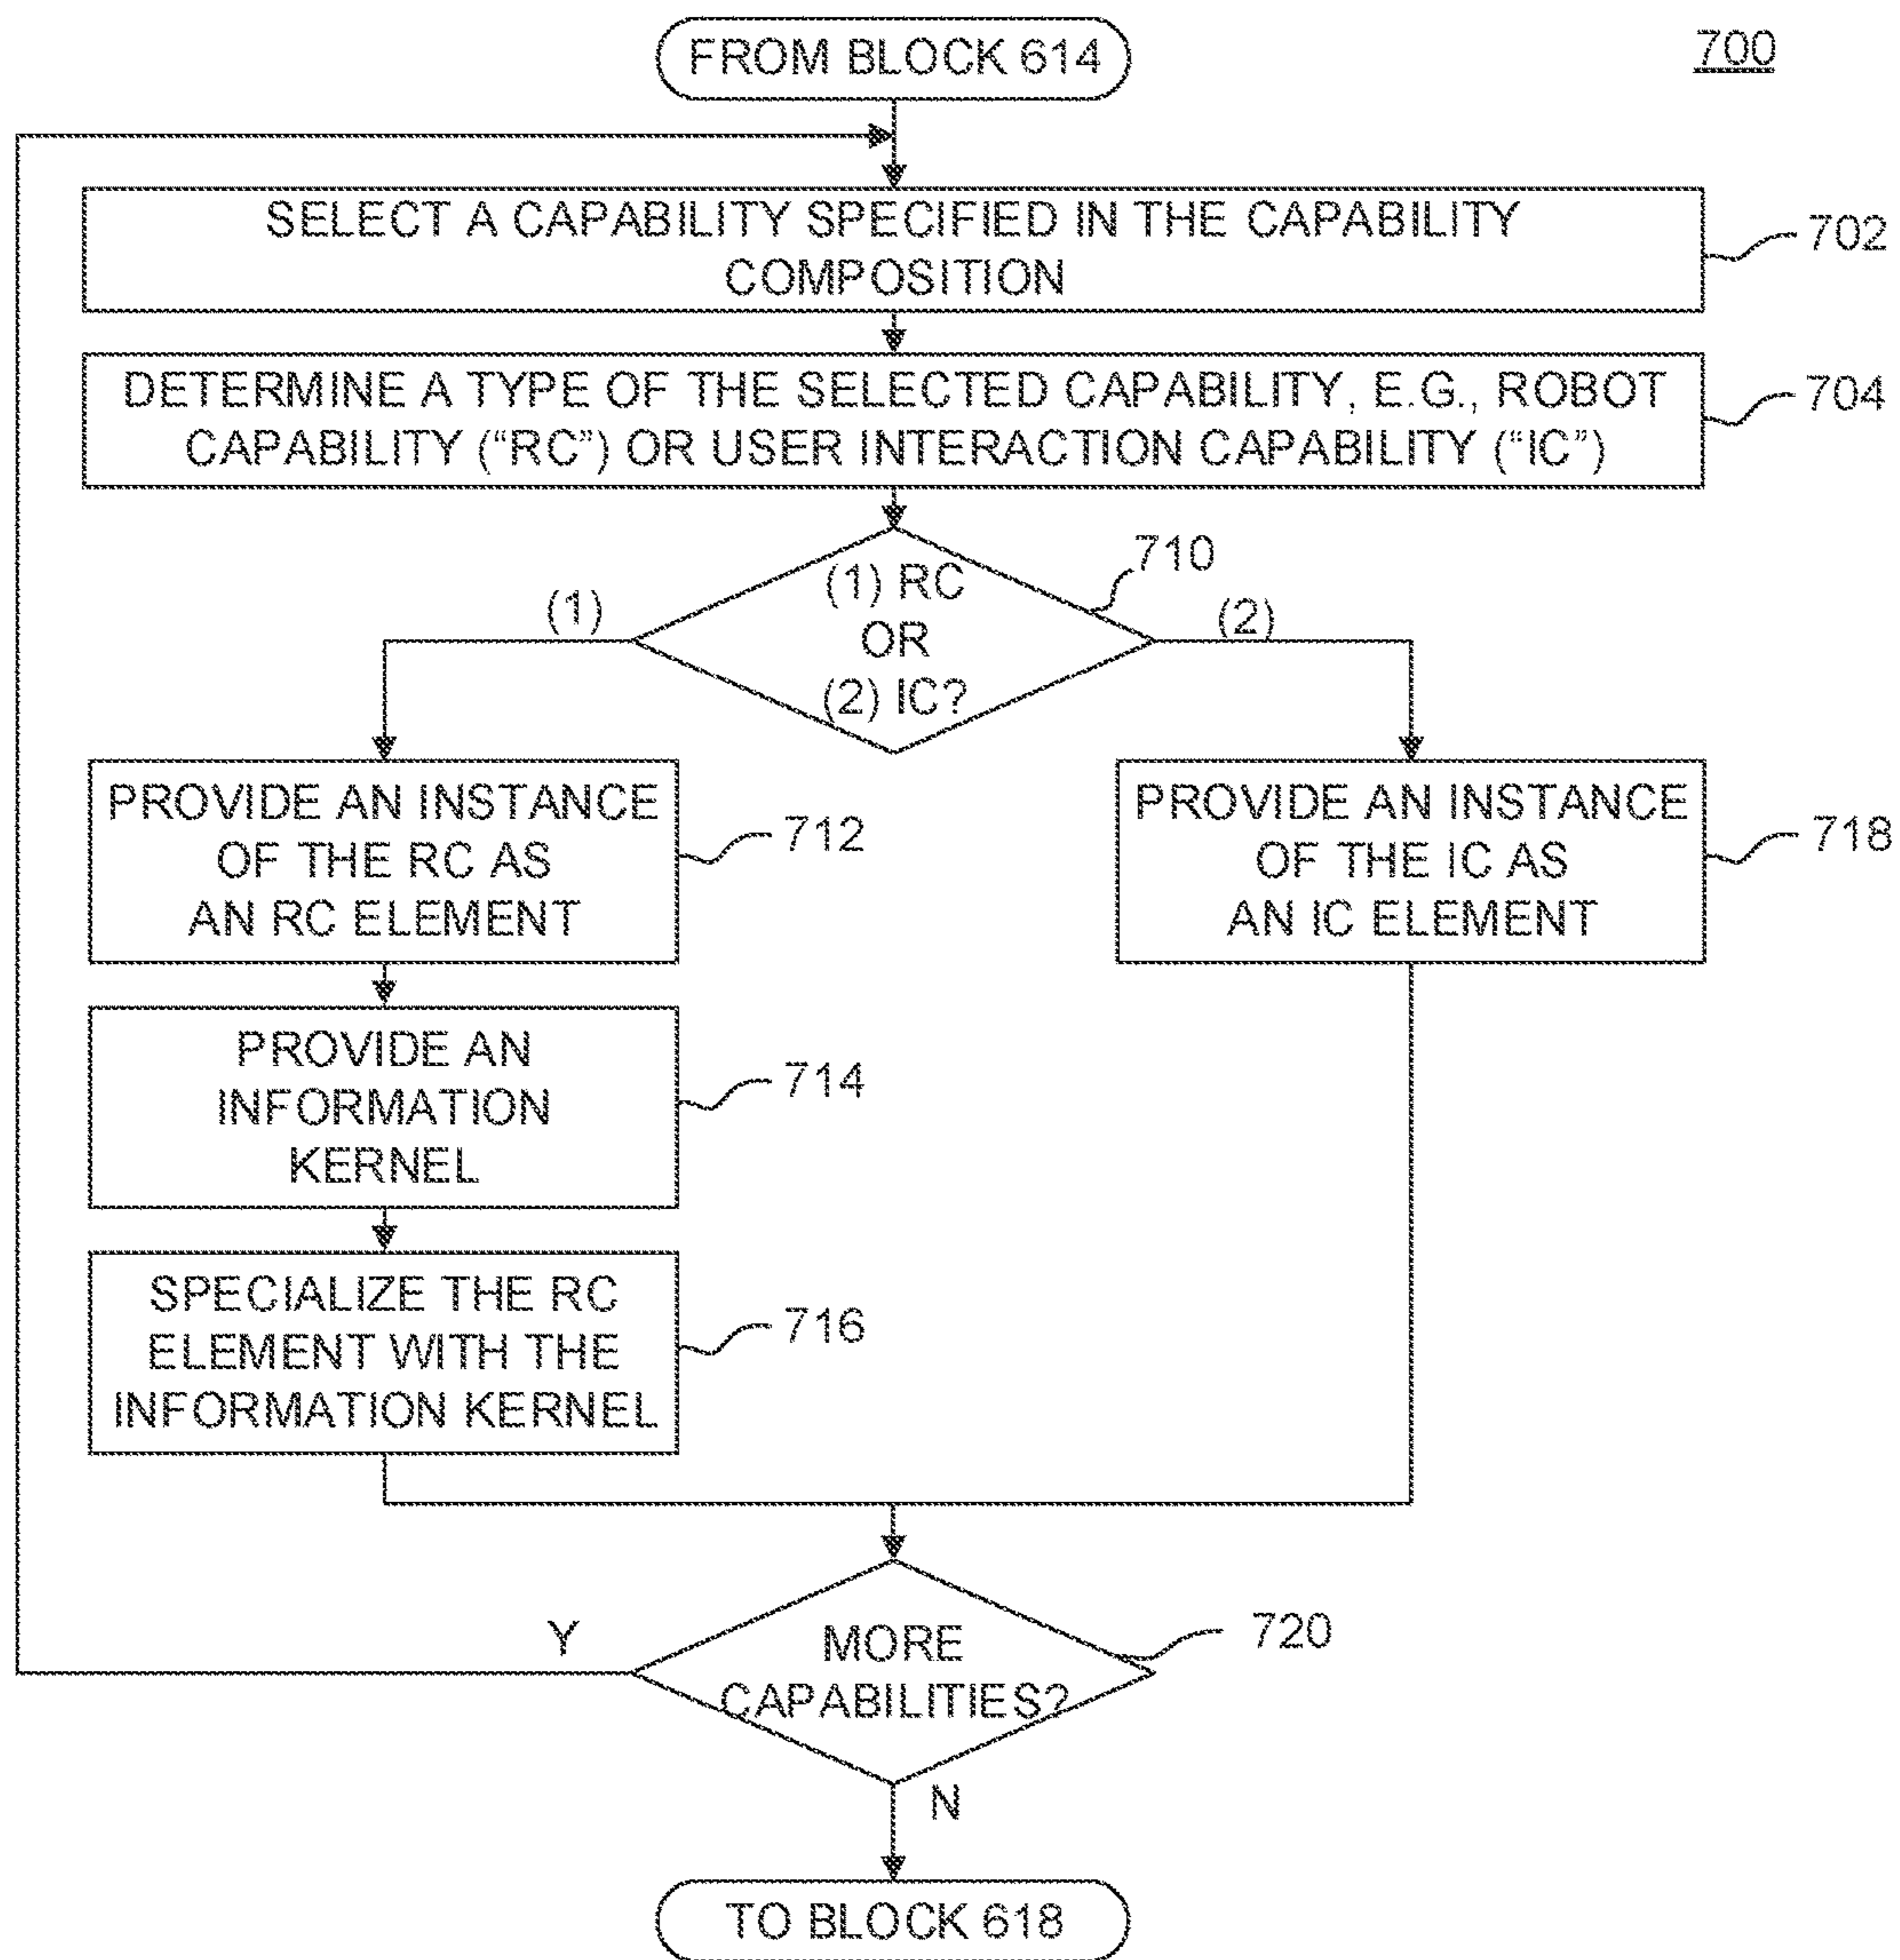 FROM BLOCK 614
700
SELECT A CAPABILITY SPECIFIED IN THE CAPABILITY
COMPOSITION
702
DETERMINE A TYPE OF THE SELECTED CAPABILITY, E.G., ROBOT
CAPABILITY (“RC”) OR USER INTERACTION CAPABILITY (“IC”)
704
710
(1) RC
OR
(2) IC?
(1)
(2)
PROVIDE AN INSTANCE
OF THE RC AS
AN RC ELEMENT
712
PROVIDE AN INSTANCE
OF THE IC AS
AN IC ELEMENT
718
PROVIDE AN
INFORMATION
KERNEL
714
SPECIALIZE THE RC
ELEMENT WITH THE
INFORMATION KERNEL
716
Y
MORE
CAPABILITIES?
720
N
TO BLOCK 618